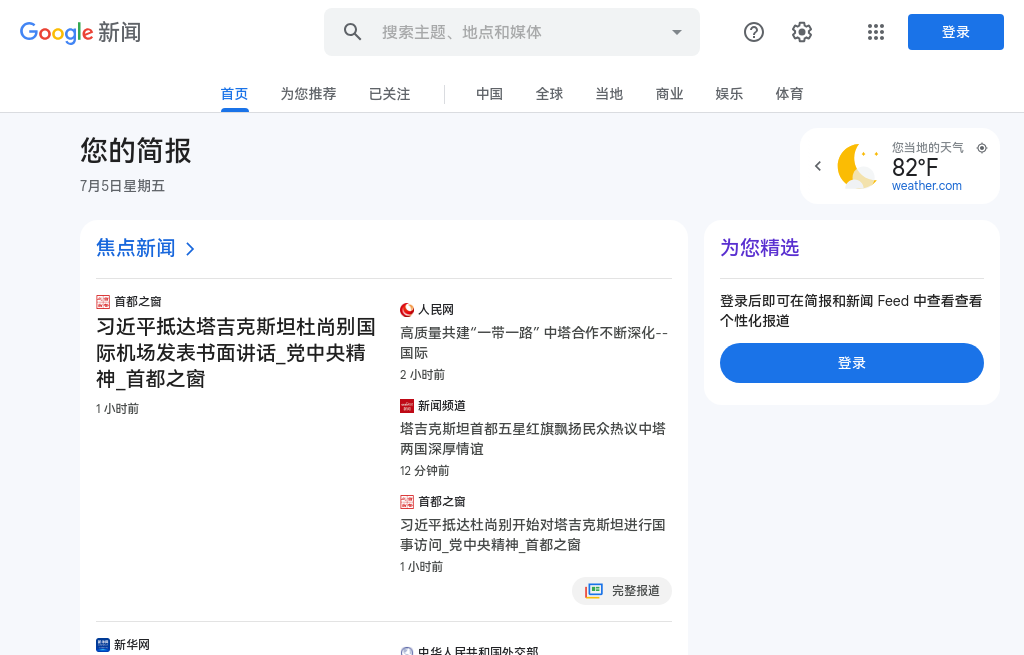 Google 新闻
搜索主题、地点和媒体
登录
首页
为您推荐
已关注
中国
全球
当地
商业
娱乐
体育
您的简报
7月5日星期五
您当地的天气
82°F
weather.com
焦点新闻
首都之窗
习近平抵达塔吉克斯坦杜尚别国
际机场发表书面讲话_党中央精
神_首都之窗
1 小时前
人民网
高质量共建“一带一路” 中塔合作不断深化--
国际
2 小时前
新闻频道
塔吉克斯坦首都五星红旗飘扬民众热议中塔
两国深厚情谊
12 分钟前
首都之窗
习近平抵达杜尚别开始对塔吉克斯坦进行国
事访问_党中央精神_首都之窗
1 小时前
完整报道
新华网
中华人民共和国外交部
为您精选
登录后即可在简报和新闻 Feed 中查看查看
个性化报道
登录